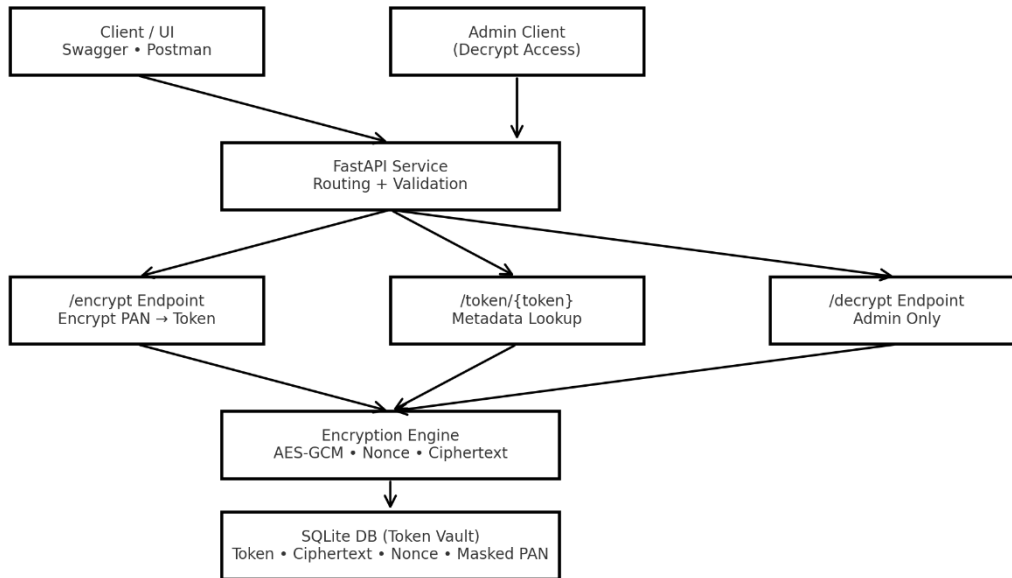 Client / UI
Swagger • Postman
Admin Client
(Decrypt Access)
FastAPI Service
Routing + Validation
/encrypt Endpoint
Encrypt PAN → Token
/token/{token}
Metadata Lookup
/decrypt Endpoint
Admin Only
Encryption Engine
AES-GCM • Nonce • Ciphertext
SQLite DB (Token Vault)
Token • Ciphertext • Nonce • Masked PAN